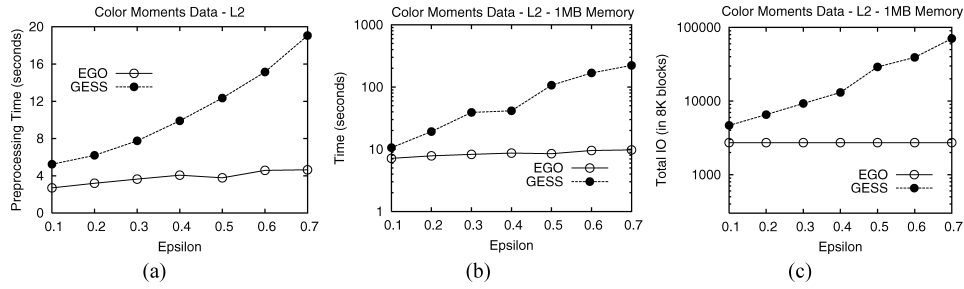 Color Moments Data - L2
Preprocessing Time (seconds)
20
16
12
8
4
0
EGO
GESS
0.1 0.2 0.3 0.4 0.5 0.6 0.7
Epsilon
(a)
Color Moments Data - L2 - 1MB Memory
Time (seconds)
1000
100
10
1
EGO
GESS
0.1 0.2 0.3 0.4 0.5 0.6 0.7
Epsilon
(b)
Color Moments Data - L2 - 1MB Memory
Total IO (in 8K blocks)
100000
10000
1000
EGO
GESS
0.1 0.2 0.3 0.4 0.5 0.6 0.7
Epsilon
(c)